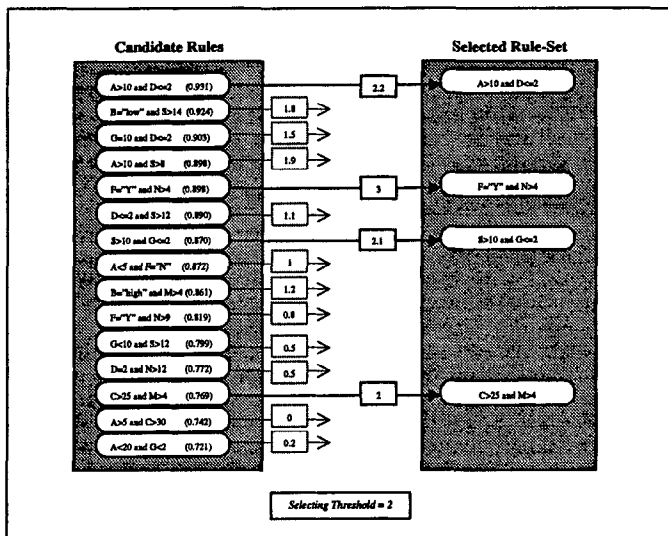 Candidate Rules
Selected Rule-Set
A>10 and D<=2 (0.931) 2.2 A>10 and D<=2
B="low" and S>14 (0.924) 1.8
G=10 and D<=2 (0.903) 1.5
A>10 and S>8 (0.898) 1.9
F="Y" and N>4 (0.898) 3 F="Y" and N>4
D<=2 and S>12 (0.890) 1.1
S>10 and G<=2 (0.870) 2.1 S>10 and G<=2
A<5 and F="N" (0.872) 1
B="high" and M>4 (0.861) 1.2
F="Y" and N>9 (0.819) 0.8
G<10 and S>12 (0.799) 0.5
D=2 and N>12 (0.772) 0.5
C>25 and M>4 (0.769) 2 C>25 and M>4
A>5 and C>30 (0.742) 0
A<20 and G<2 (0.721) 0.2
Selecting Threshold = 2